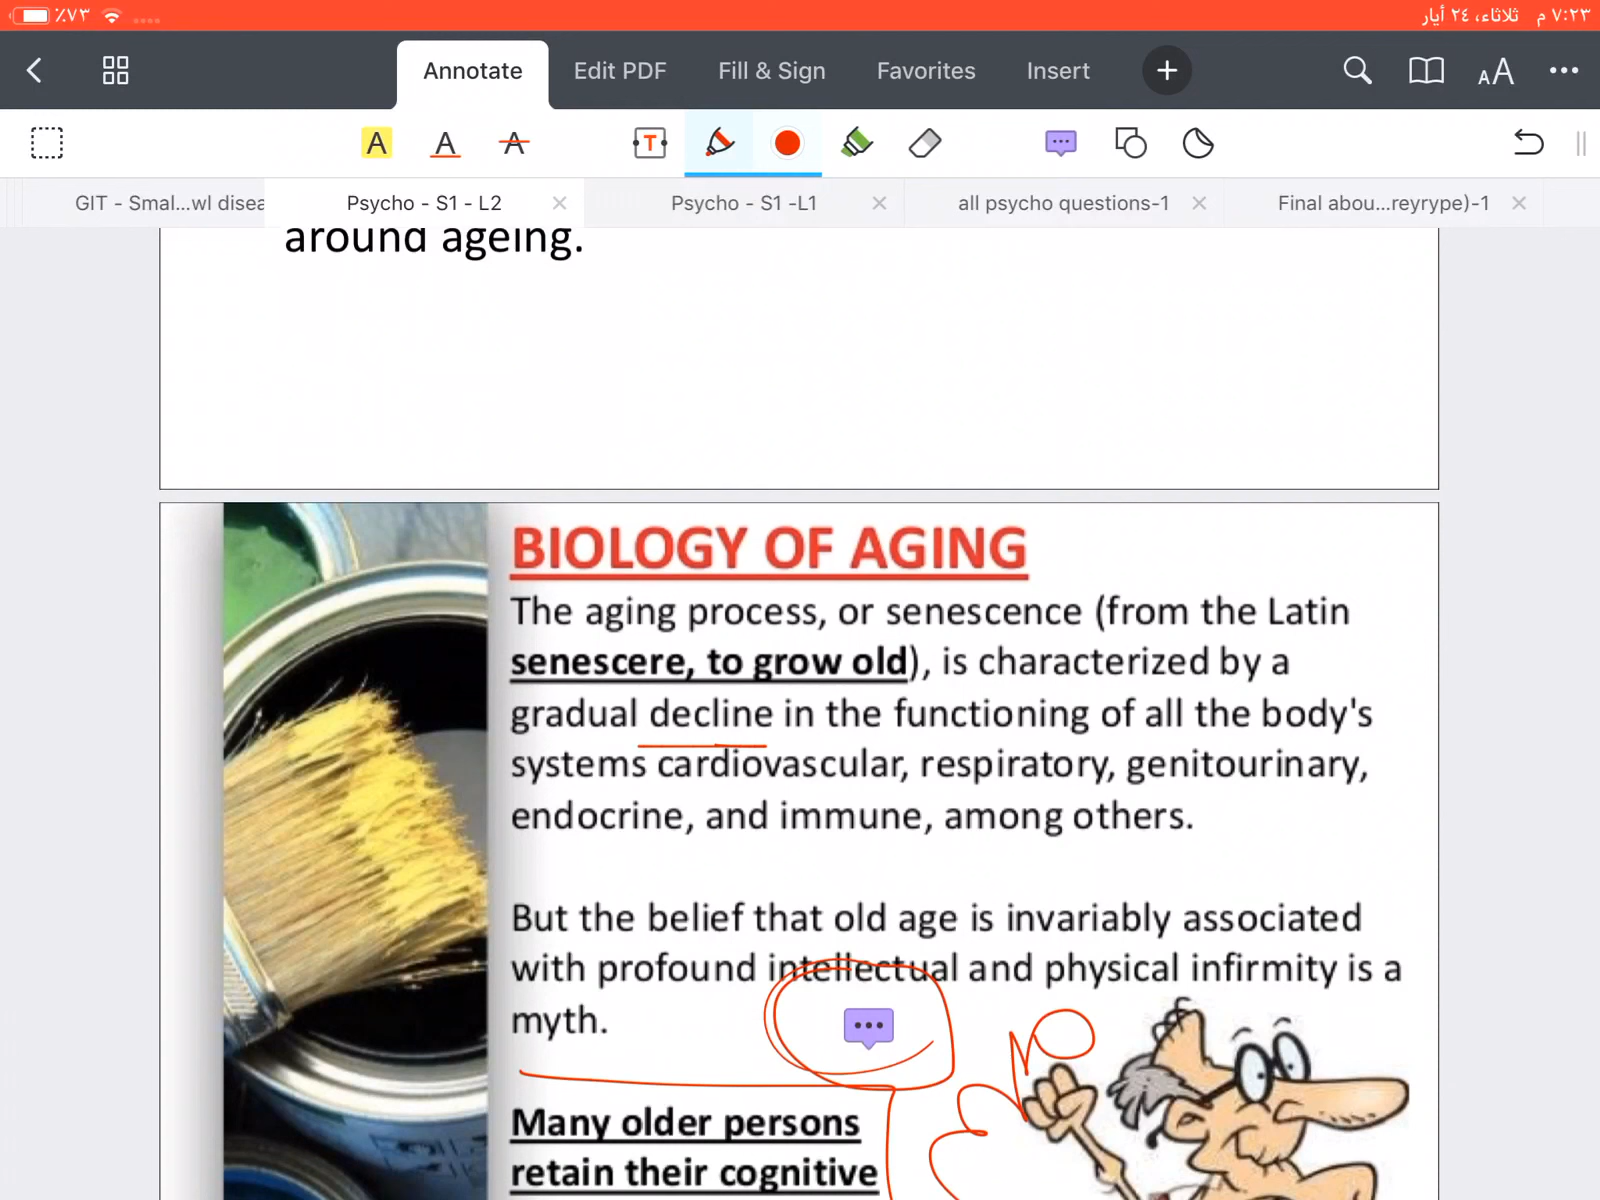 ٪٧٣
٧:٢٣ م ثلاثاء، ٢٤ أيار
Annotate Edit PDF Fill & Sign Favorites Insert
AA
A A A T
GIT - Smal...wl disea Psycho - S1 - L2 Psycho - S1 -L1 all psycho questions-1 Final abou...reyrype)-1
around ageing.
BIOLOGY OF AGING
The aging process, or senescence (from the Latin
senescere, to grow old), is characterized by a
gradual decline in the functioning of all the body's
systems cardiovascular, respiratory, genitourinary,
endocrine, and immune, among others.
But the belief that old age is invariably associated
with profound intellectual and physical infirmity is a
myth.
Many older persons
retain their cognitive